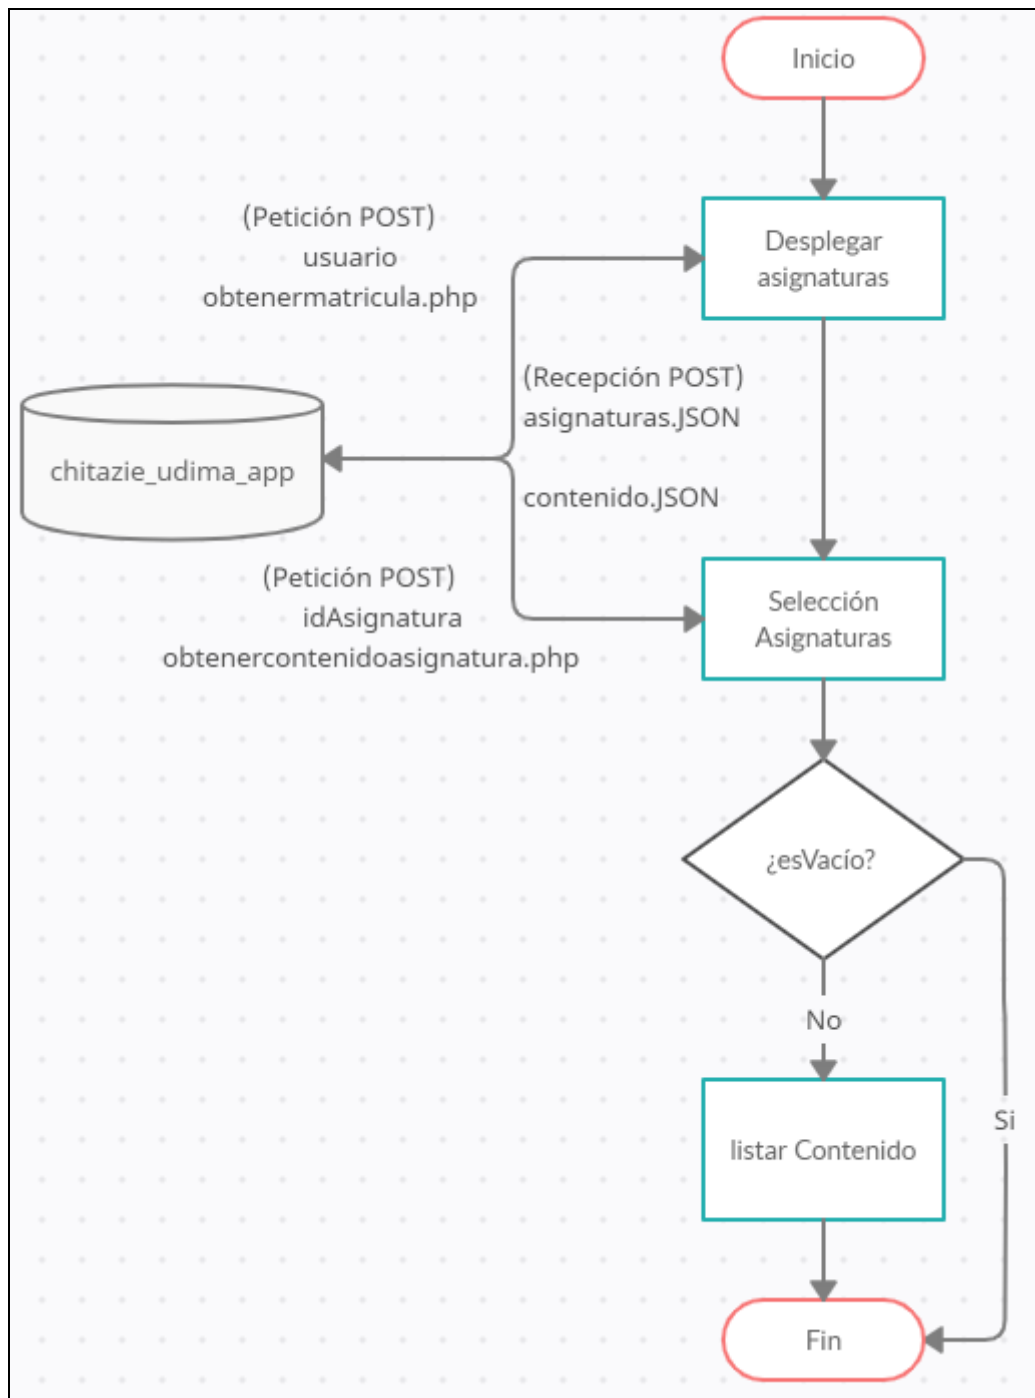 Inicio
(Petición POST)
usuario
obtenermatricula.php
Desplegar
asignaturas
(Recepción POST)
asignaturas.JSON
chitazie_udima_app
contenido.JSON
(Petición POST)
idAsignatura
obtenercontenidoasignatura.php
Selección
Asignaturas
¿esVacío?
No
Si
listar Contenido
Fin